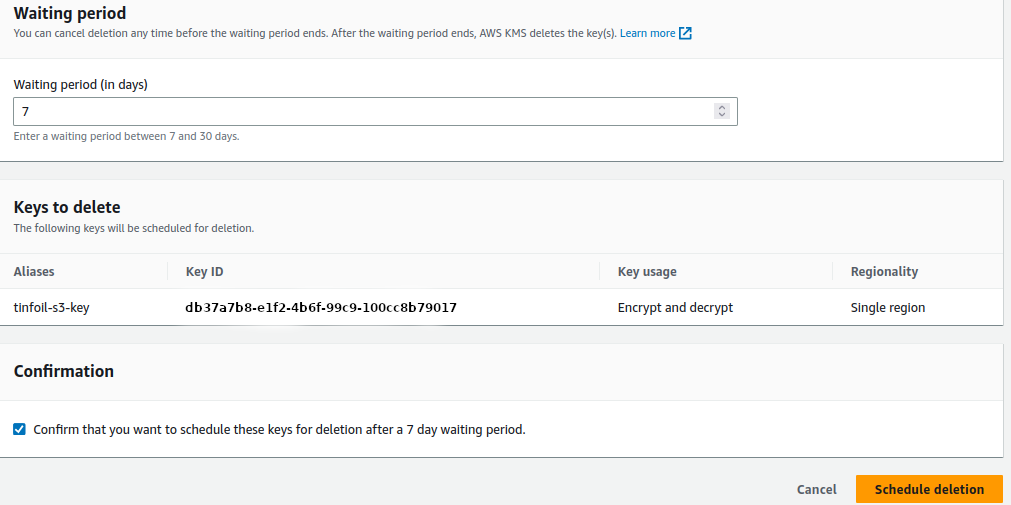 Waiting period
You can cancel deletion any time before the waiting period ends. After the waiting period ends, AWS KMS deletes the key(s). Learn more
Waiting period (in days)
7
Enter a waiting period between 7 and 30 days.
Keys to delete
The following keys will be scheduled for deletion.
Aliases Key ID Key usage Regionality
tinfoil-s3-key db37a7b8-e1f2-4b6f-99c9-100cc8b79017 Encrypt and decrypt Single region
Confirmation
Confirm that you want to schedule these keys for deletion after a 7 day waiting period.
Cancel Schedule deletion